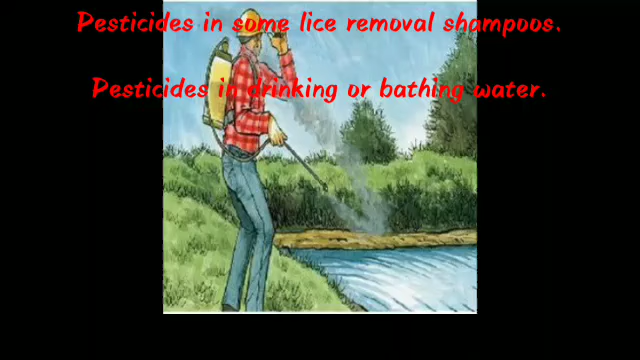 Pesticides in some lice removal shampoos.
Pesticides in drinking or bathing water.